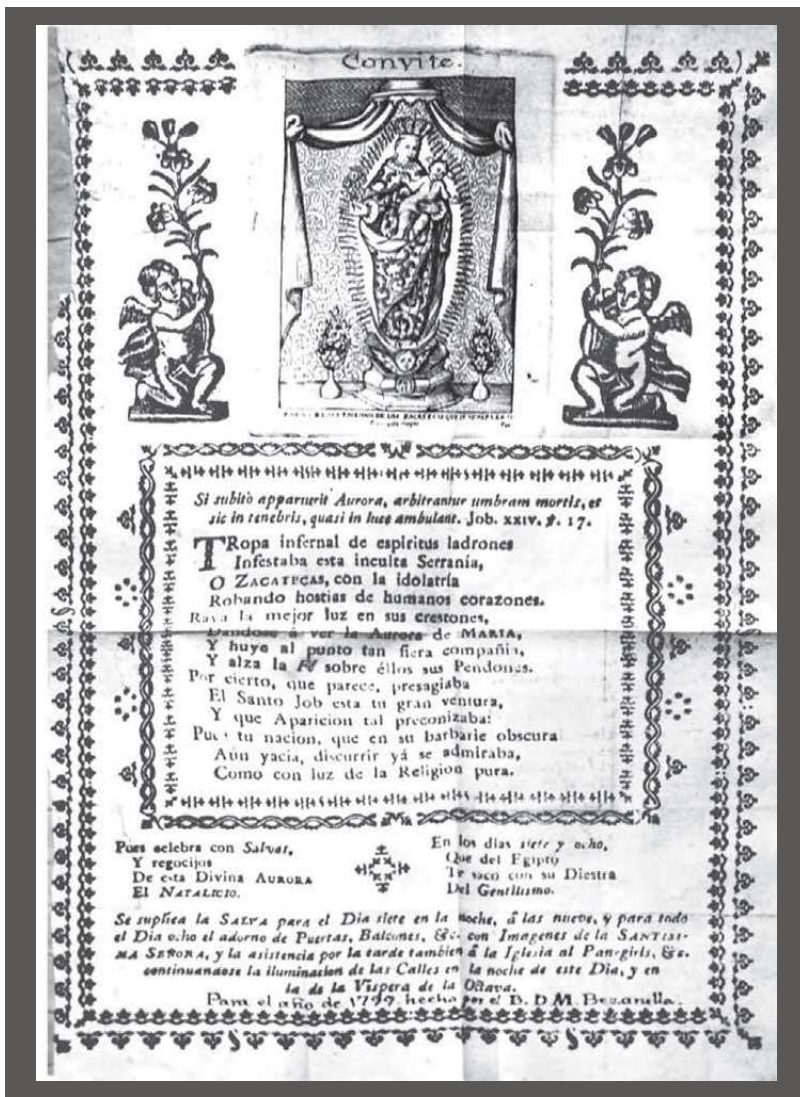 Convite.
Si subitò apparuerit Aurora, arbitrantur umbram mortis, et
sic in tenebris, quasi in luce ambulant. Job. XXIV. ℣. 17.
TRopa infernal de espiritus ladrones
Infestaba esta inculta Serranía,
O ZACATECAS, con la idolatría
Robando hostias de humanos corazones.
Raya la mejor luz en sus crestones,
Dandose á ver la Aurora de MARIA,
Y huye al punto tan fiera compañia,
Y alza la Fé sobre éllos sus Pendones.
Por cierto, que parece, presagiaba
El Santo Job esta tu gran ventura,
Y que Aparicion tal preconizaba:
Pues tu nacion, que en su barbarie obscura
Aún yacia, discurrir yá se admiraba,
Como con luz de la Religion pura.
Pues celebra con Salvas,
Y regocijos
De esta Divina AURORA
El NATALICIO.
En los dias siete y ocho,
Que del Egipto
Te sacó con su Diestra
Del Gentilismo.
Se suplica la SALVA para el Dia siete en la noche, á las nueve, y para todo
el Dia ocho el adorno de Puertas, Balcones, &c. con Imagenes de la SANTISI-
MA SEÑORA, y la asistencia por la tarde tambien á la Iglesia al Panegiris, &c.
continuandose la iluminacion de las Calles en la noche de este Dia, y en
la de la Vispera de la Octava.
Para el año de 1799. hecho por el B. D. M. Bezanilla.